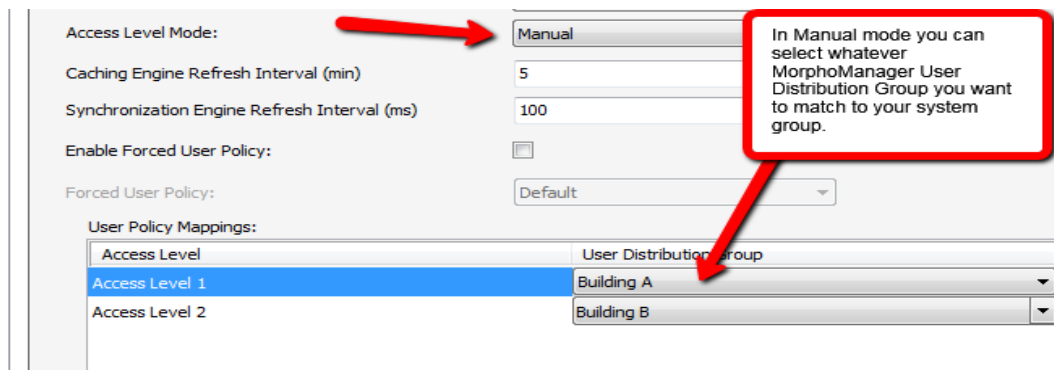 Access Level Mode:
Manual
In Manual mode you can
select whatever
MorphoManager User
Distribution Group you want
to match to your system
group.
Caching Engine Refresh Interval (min)
5
Synchronization Engine Refresh Interval (ms)
100
Enable Forced User Policy:
Forced User Policy:
Default
User Policy Mappings:
Access Level
User Distribution Group
Access Level 1
Building A
Access Level 2
Building B